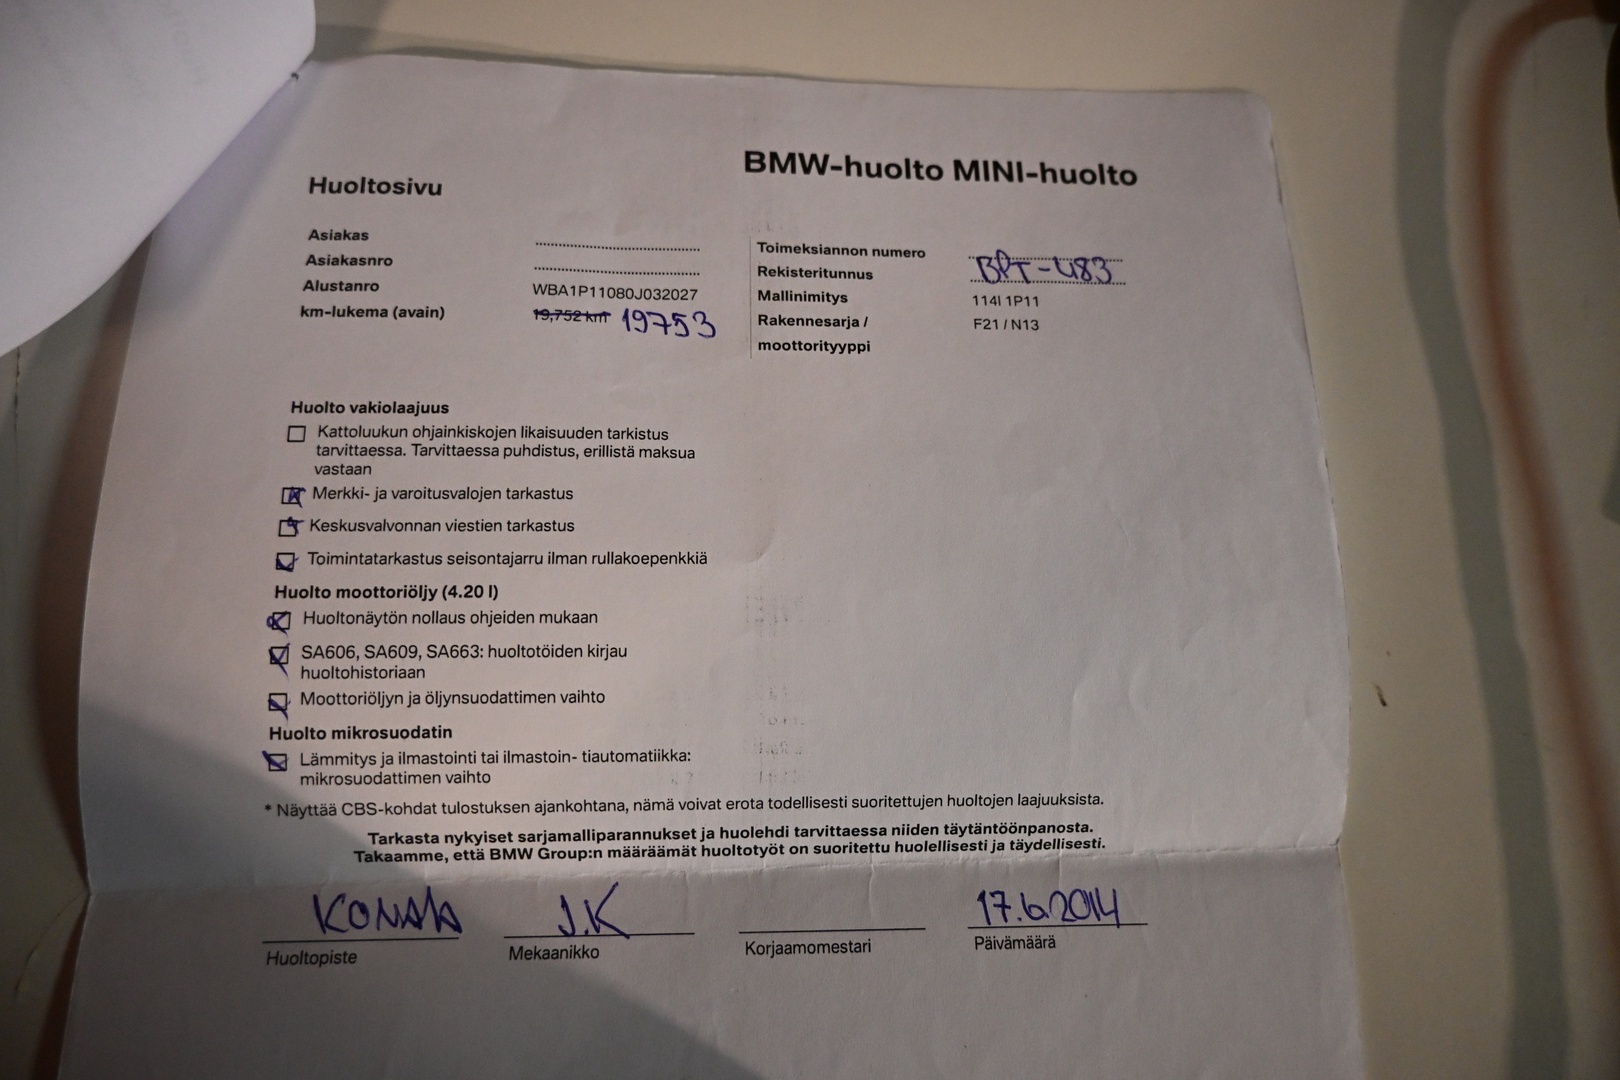 BMW-huolto MINI-huolto
Huoltosivu
Asiakas
Asiakasnro
Alustanro WBA1P11080J032027
km-lukema (avain) 19,752 km 19753
Toimeksiannon numero
Rekisteritunnus BPT-483
Mallinimitys 114I 1P11
Rakennesarja / F21 / N13
moottorityyppi
Huolto vakiolaajuus
Kattoluukun ohjainkiskojen likaisuuden tarkistus
tarvittaessa. Tarvittaessa puhdistus, erillistä maksua
vastaan
Merkki- ja varoitusvalojen tarkastus
Keskusvalvonnan viestien tarkastus
Toimintatarkastus seisontajarru ilman rullakoepenkkiä
Huolto moottoriöljy (4.20 l)
Huoltonäytön nollaus ohjeiden mukaan
SA606, SA609, SA663: huoltotöiden kirjau
huoltohistoriaan
Moottoriöljyn ja öljynsuodattimen vaihto
Huolto mikrosuodatin
Lämmitys ja ilmastointi tai ilmastoin- tiautomatiikka:
mikrosuodattimen vaihto
* Näyttää CBS-kohdat tulostuksen ajankohtana, nämä voivat erota todellisesti suoritettujen huoltojen laajuuksista.
Tarkasta nykyiset sarjamalliparannukset ja huolehdi tarvittaessa niiden täytäntöönpanosta.
Takaamme, että BMW Group:n määräämät huoltotyöt on suoritettu huolellisesti ja täydellisesti.
KONALA J.K 17.6.2014
Huoltopiste Mekaanikko Korjaamomestari Päivämäärä